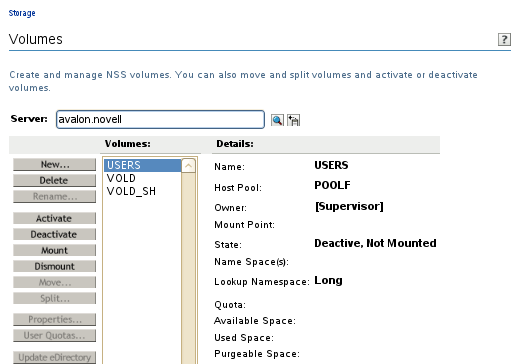 Storage
Volumes
?
Create and manage NSS volumes. You can also move and split volumes and activate or deactivate
volumes.
Server: avalon.novell
Volumes: Details:
New...
Delete
Rename...
Activate
Deactivate
Mount
Dismount
Move...
Split...
Properties...
User Quotas...
Update eDirectory
USERS
VOLD
VOLD_SH
Name: USERS
Host Pool: POOLF
Owner: [Supervisor]
Mount Point:
State: Deactive, Not Mounted
Name Space(s):
Lookup Namespace: Long
Quota:
Available Space:
Used Space:
Purgeable Space: